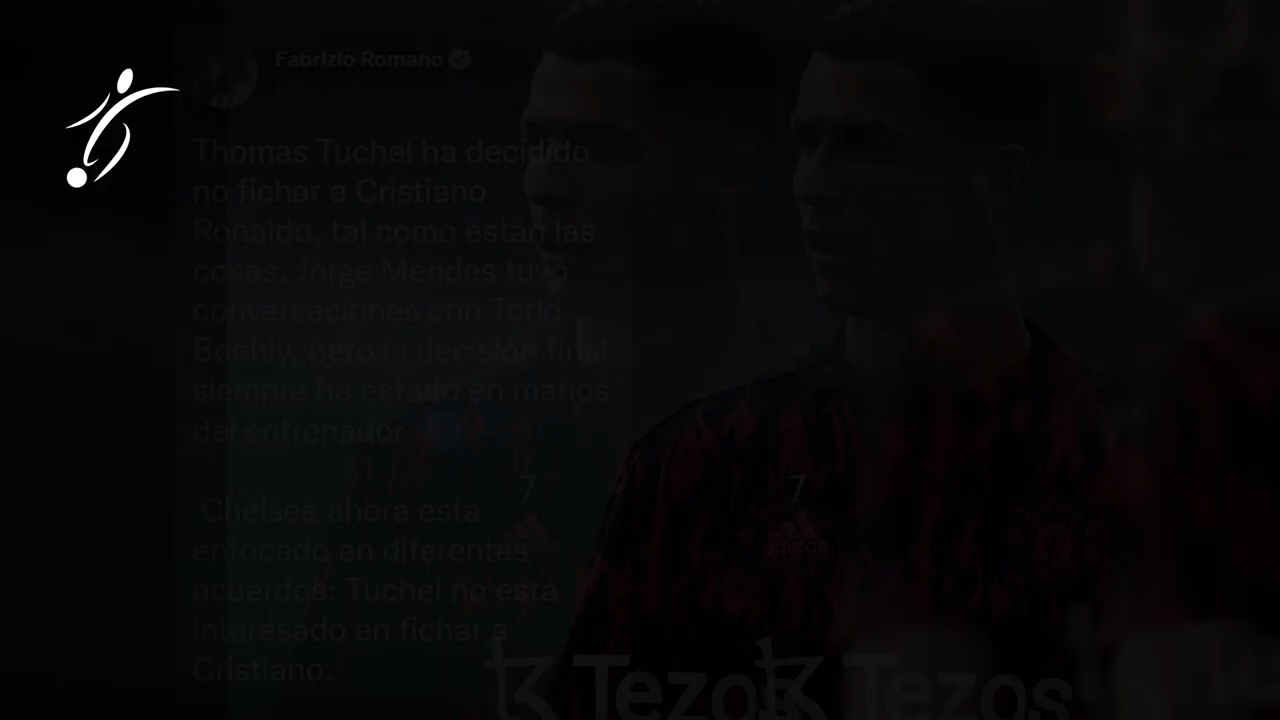 Fabrizio Romano
Thomas Tuchel ha decidido
no fichar a Cristiano
Ronaldo, tal como están las
cosas. Jorge Mendes tuvo
conversaciones con Todd
Boehly, pero la decisión final
siempre ha estado en manos
del entrenador.
Chelsea ahora está
enfocado en diferentes
acuerdos: Tuchel no está
interesado en fichar a
Cristiano.
7
7
adidas
Tezos
Tezos